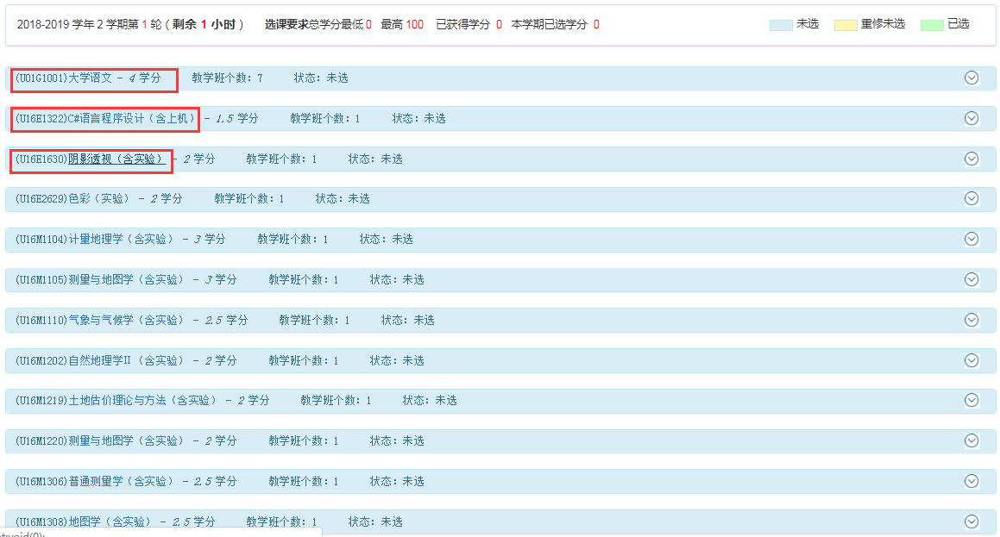 2018-2019 学年 2 学期第 1 轮 ( 剩余 1 小时 ) 选课要求总学分最低 0 最高 100 已获得学分 0 本学期已选学分 0 未选 重修未选 已选
(U01G1001)大学语文 - 4 学分 教学班个数: 7 状态: 未选
(U16E1322)C#语言程序设计（含上机） - 1.5 学分 教学班个数: 1 状态: 未选
(U16E1630)阴影透视（含实验） - 2 学分 教学班个数: 1 状态: 未选
(U16E2629)色彩（实验） - 2 学分 教学班个数: 1 状态: 未选
(U16M1104)计量地理学（含实验） - 3 学分 教学班个数: 1 状态: 未选
(U16M1105)测量与地图学（含实验） - 3 学分 教学班个数: 1 状态: 未选
(U16M1110)气象与气候学（含实验） - 2.5 学分 教学班个数: 1 状态: 未选
(U16M1202)自然地理学II（含实验） - 2 学分 教学班个数: 1 状态: 未选
(U16M1219)土地估价理论与方法（含实验） - 2 学分 教学班个数: 1 状态: 未选
(U16M1220)测量与地图学（含实验） - 2 学分 教学班个数: 1 状态: 未选
(U16M1306)普通测量学（含实验） - 2.5 学分 教学班个数: 1 状态: 未选
(U16M1308)地图学（含实验） - 2.5 学分 教学班个数: 1 状态: 未选